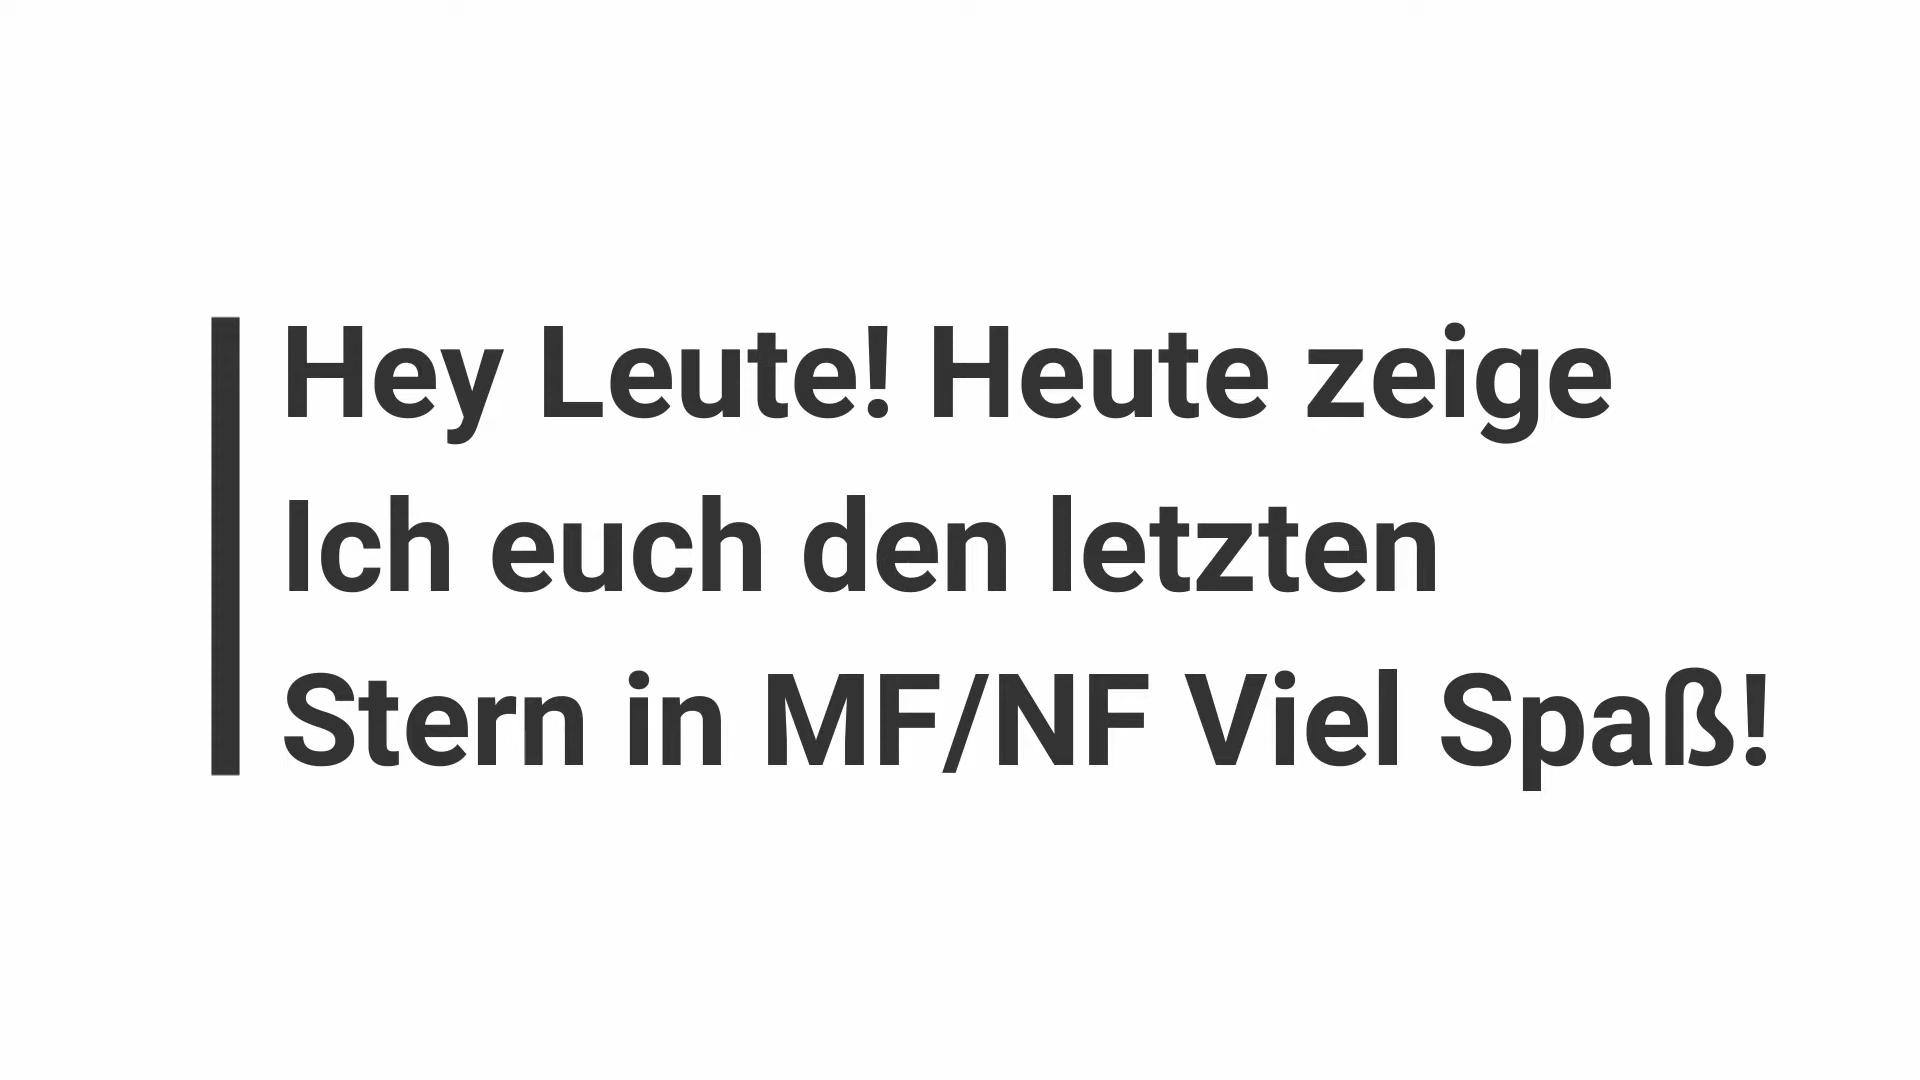 Hey Leute! Heute zeige
Ich euch den letzten
Stern in MF/NF Viel Spaß!